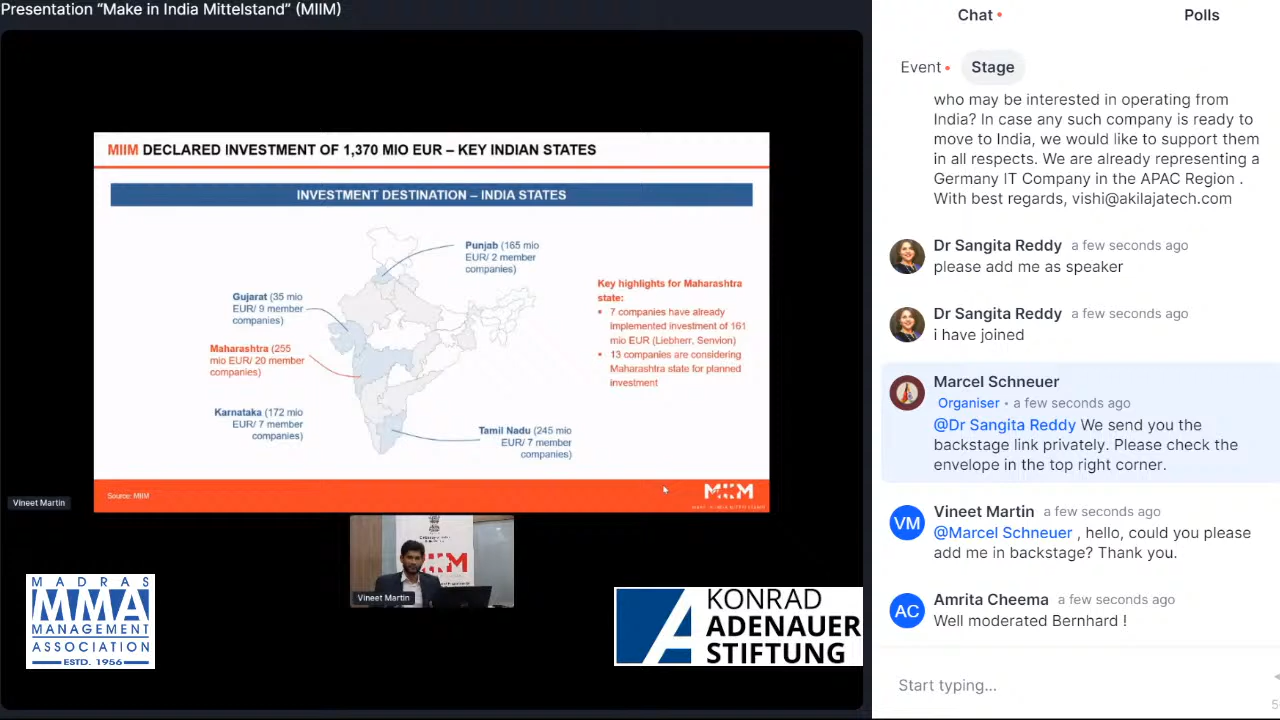 Presentation “Make in India Mittelstand” (MIIM)
MIIM DECLARED INVESTMENT OF 1,370 MIO EUR – KEY INDIAN STATES
INVESTMENT DESTINATION – INDIA STATES
Punjab (165 mio
EUR/ 2 member
companies)
Gujarat (35 mio
EUR/ 9 member
companies)
Maharashtra (255
mio EUR/ 20 member
companies)
Karnataka (172 mio
EUR/ 7 member
companies)
Tamil Nadu (245 mio
EUR/ 7 member
companies)
Key highlights for Maharashtra
state:
7 companies have already
implemented investment of 161
mio EUR (Liebherr, Senvion)
13 companies are considering
Maharashtra state for planned
investment
Source: MIIM
MIIM
Vineet Martin
Vineet Martin
MADRAS
MMA
MANAGEMENT
ASSOCIATION
ESTD. 1956
KONRAD
ADENAUER
STIFTUNG
Chat
Polls
Event
Stage
who may be interested in operating from
India? In case any such company is ready to
move to India, we would like to support them
in all respects. We are already representing a
Germany IT Company in the APAC Region .
With best regards, vishi@akilajatech.com
Dr Sangita Reddy a few seconds ago
please add me as speaker
Dr Sangita Reddy a few seconds ago
i have joined
Marcel Schneuer
Organiser • a few seconds ago
@Dr Sangita Reddy We send you the
backstage link privately. Please check the
envelope in the top right corner.
VM
Vineet Martin a few seconds ago
@Marcel Schneuer , hello, could you please
add me in backstage? Thank you.
AC
Amrita Cheema a few seconds ago
Well moderated Bernhard !
Start typing...